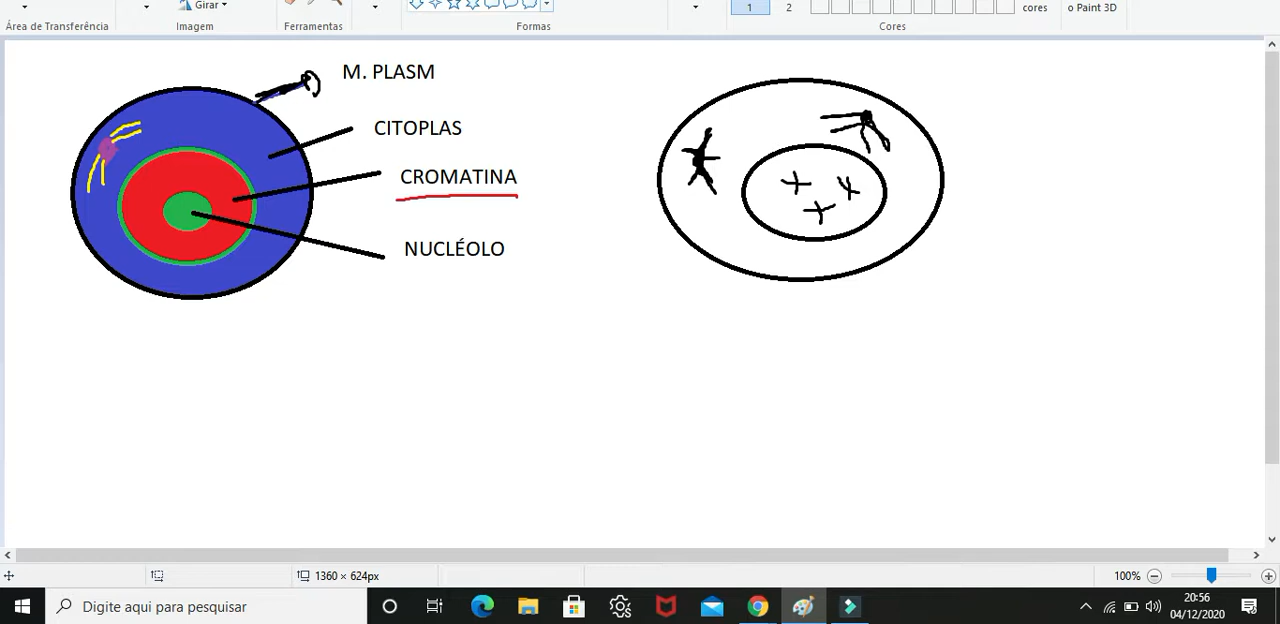 Girar
Área de Transferência
Imagem
Ferramentas
Formas
1
2
cores
o Paint 3D
Cores
M. PLASM
CITOPLAS
CROMATINA
NUCLÉOLO
1360 × 624px
100%
Digite aqui para pesquisar
20:56
04/12/2020